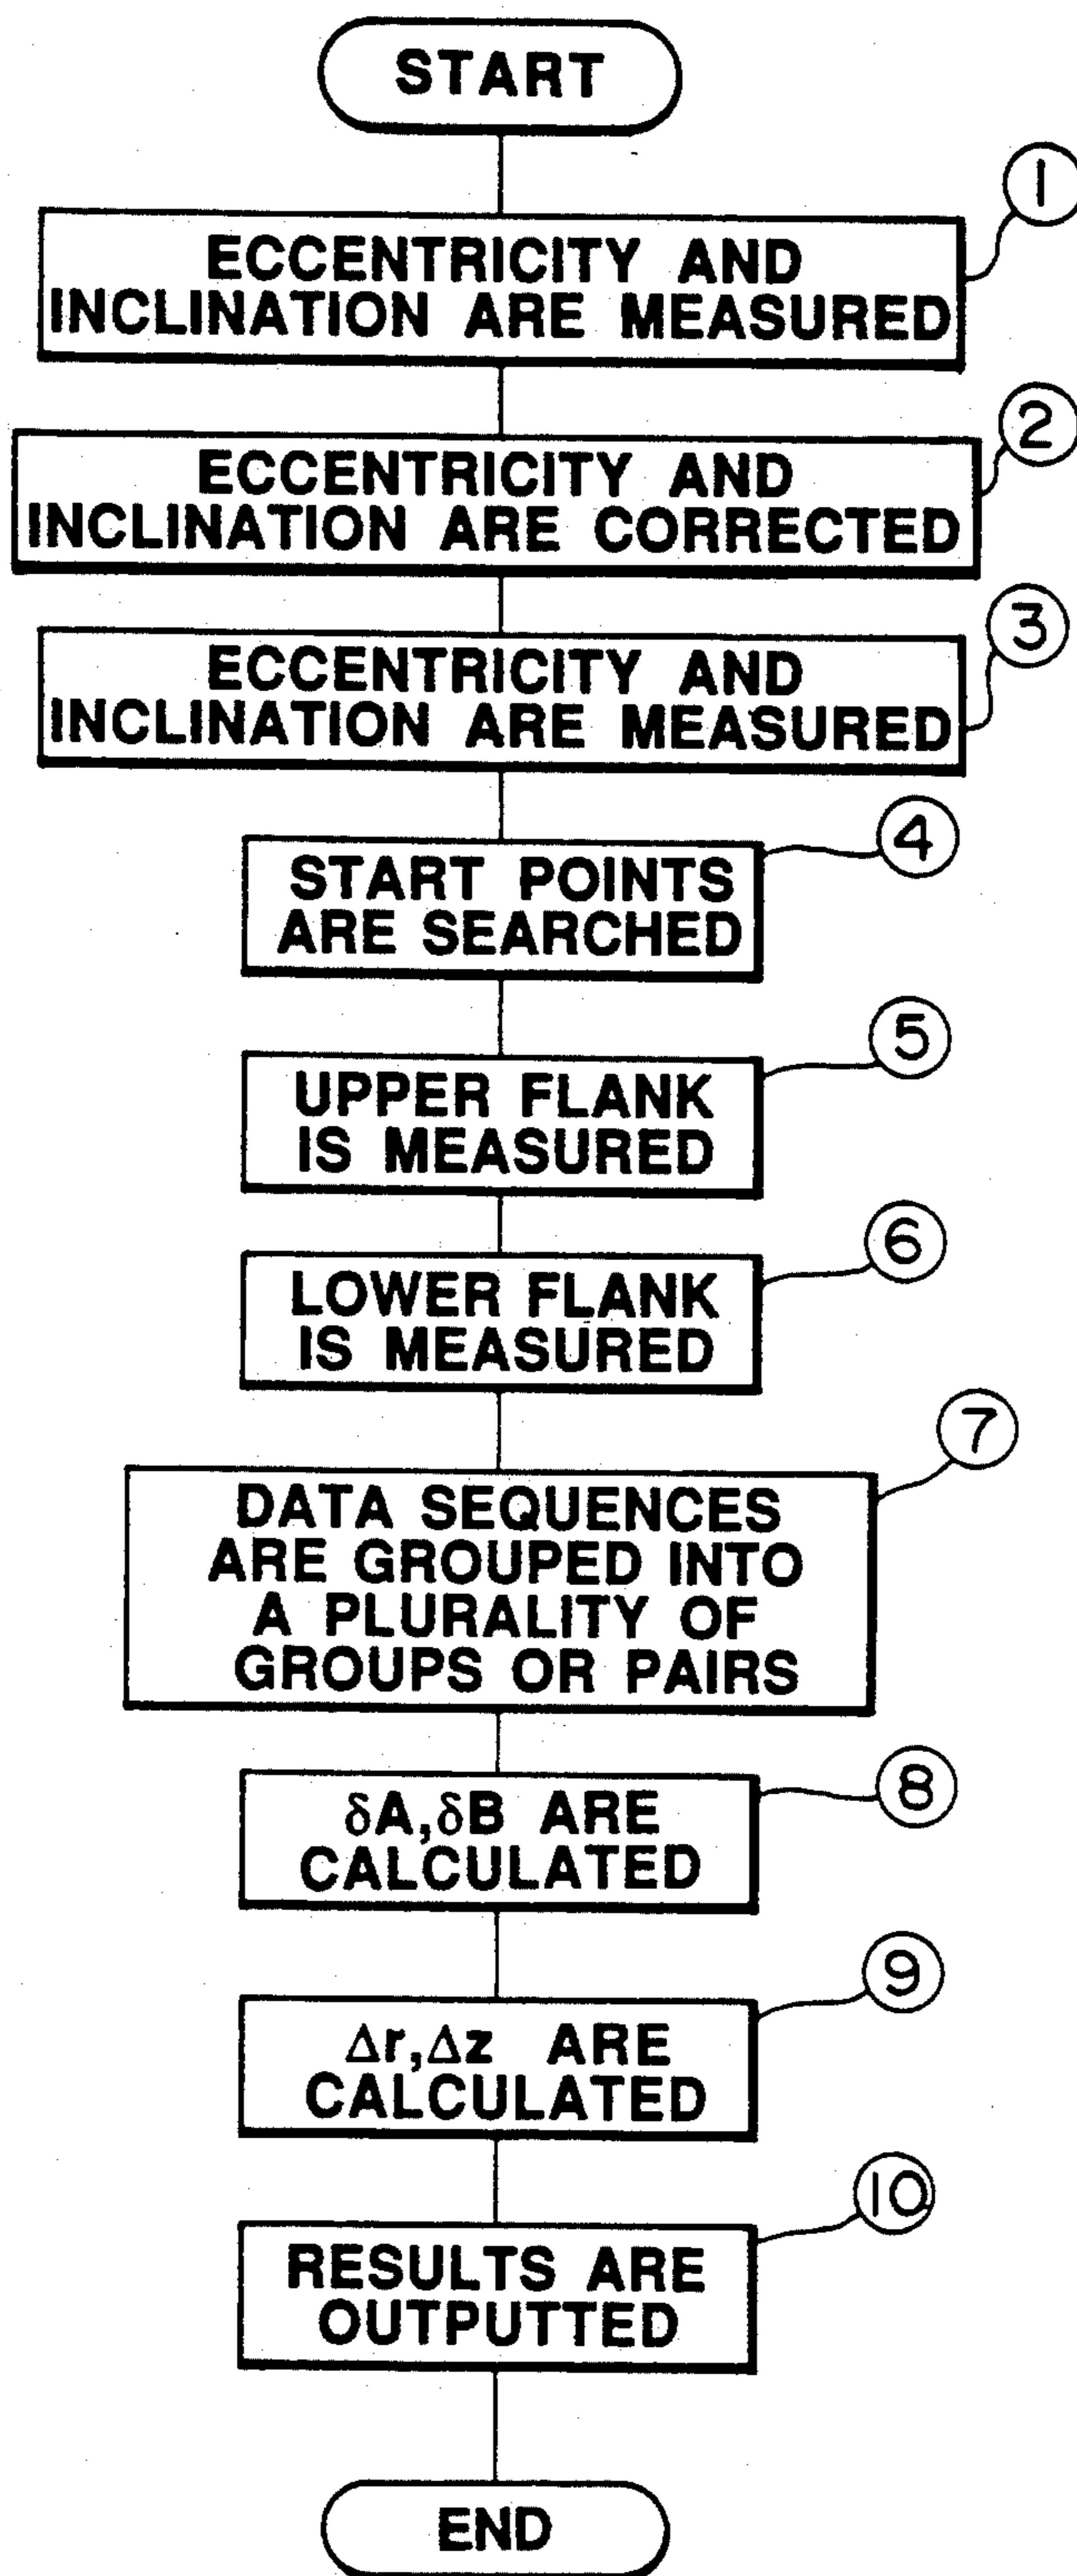 START
1
ECCENTRICITY AND
INCLINATION ARE MEASURED
2
ECCENTRICITY AND
INCLINATION ARE CORRECTED
3
ECCENTRICITY AND
INCLINATION ARE MEASURED
4
START POINTS
ARE SEARCHED
5
UPPER FLANK
IS MEASURED
6
LOWER FLANK
IS MEASURED
7
DATA SEQUENCES
ARE GROUPED INTO
A PLURALITY OF
GROUPS OR PAIRS
8
δA,δB ARE
CALCULATED
9
Δr,Δz ARE
CALCULATED
10
RESULTS ARE
OUTPUTTED
END